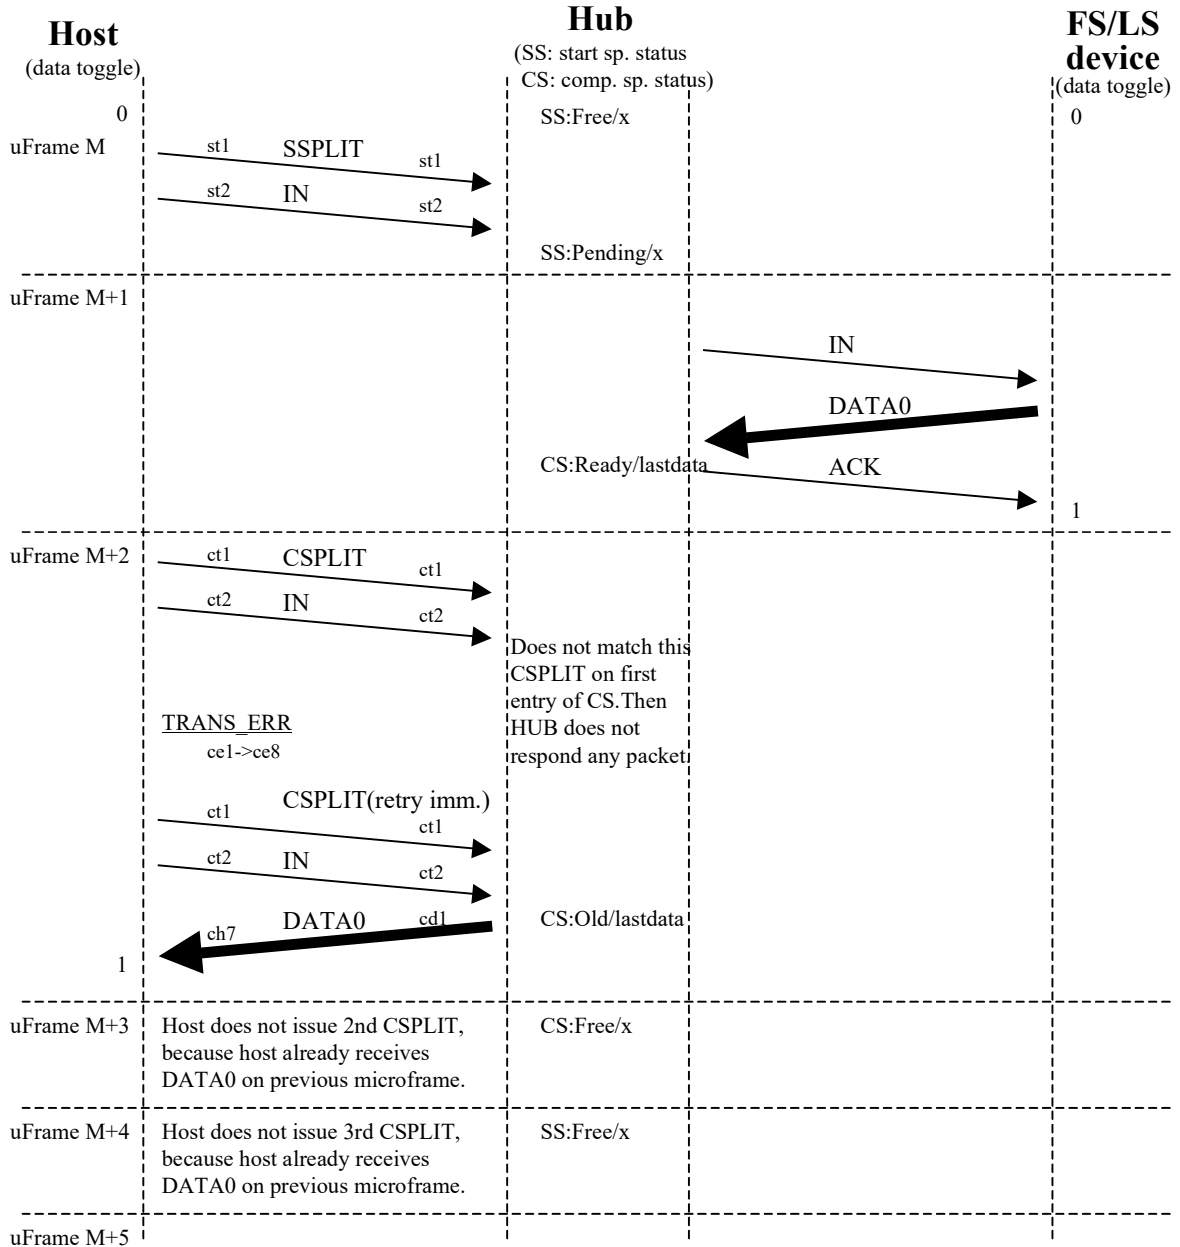 Host
(data toggle)
Hub
(SS: start sp. status
CS: comp. sp. status)
FS/LS
device
(data toggle)
0
SS:Free/x
0
uFrame M
st1 SSPLIT st1
st2 IN st2
SS:Pending/x
uFrame M+1
IN
DATA0
CS:Ready/lastdata
ACK
1
uFrame M+2
ct1 CSPLIT ct1
ct2 IN ct2
Does not match this
CSPLIT on first
entry of CS.Then
HUB does not
respond any packet.
TRANS_ERR
ce1->ce8
CSPLIT(retry imm.)
ct1 ct1
ct2 IN ct2
ch7 DATA0 cd1
CS:Old/lastdata
1
uFrame M+3
Host does not issue 2nd CSPLIT,
because host already receives
DATA0 on previous microframe.
CS:Free/x
uFrame M+4
Host does not issue 3rd CSPLIT,
because host already receives
DATA0 on previous microframe.
SS:Free/x
uFrame M+5